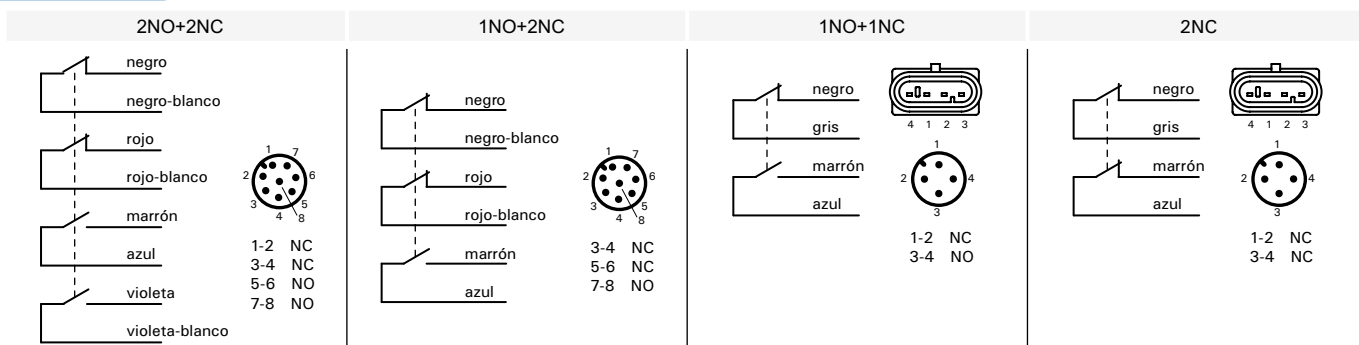 2NO+2NC
negro
negro-blanco
rojo
rojo-blanco
marrón
azul
violeta
violeta-blanco
1 7
2 6
3 5
4 8
1-2 NC
3-4 NC
5-6 NO
7-8 NO
1NO+2NC
negro
negro-blanco
rojo
rojo-blanco
marrón
azul
1 7
2 6
3 5
4 8
3-4 NC
5-6 NC
7-8 NO
1NO+1NC
negro
gris
marrón
azul
4 1 2 3
1
2 4
3
1-2 NC
3-4 NO
2NC
negro
gris
marrón
azul
4 1 2 3
1
2 4
3
1-2 NC
3-4 NC